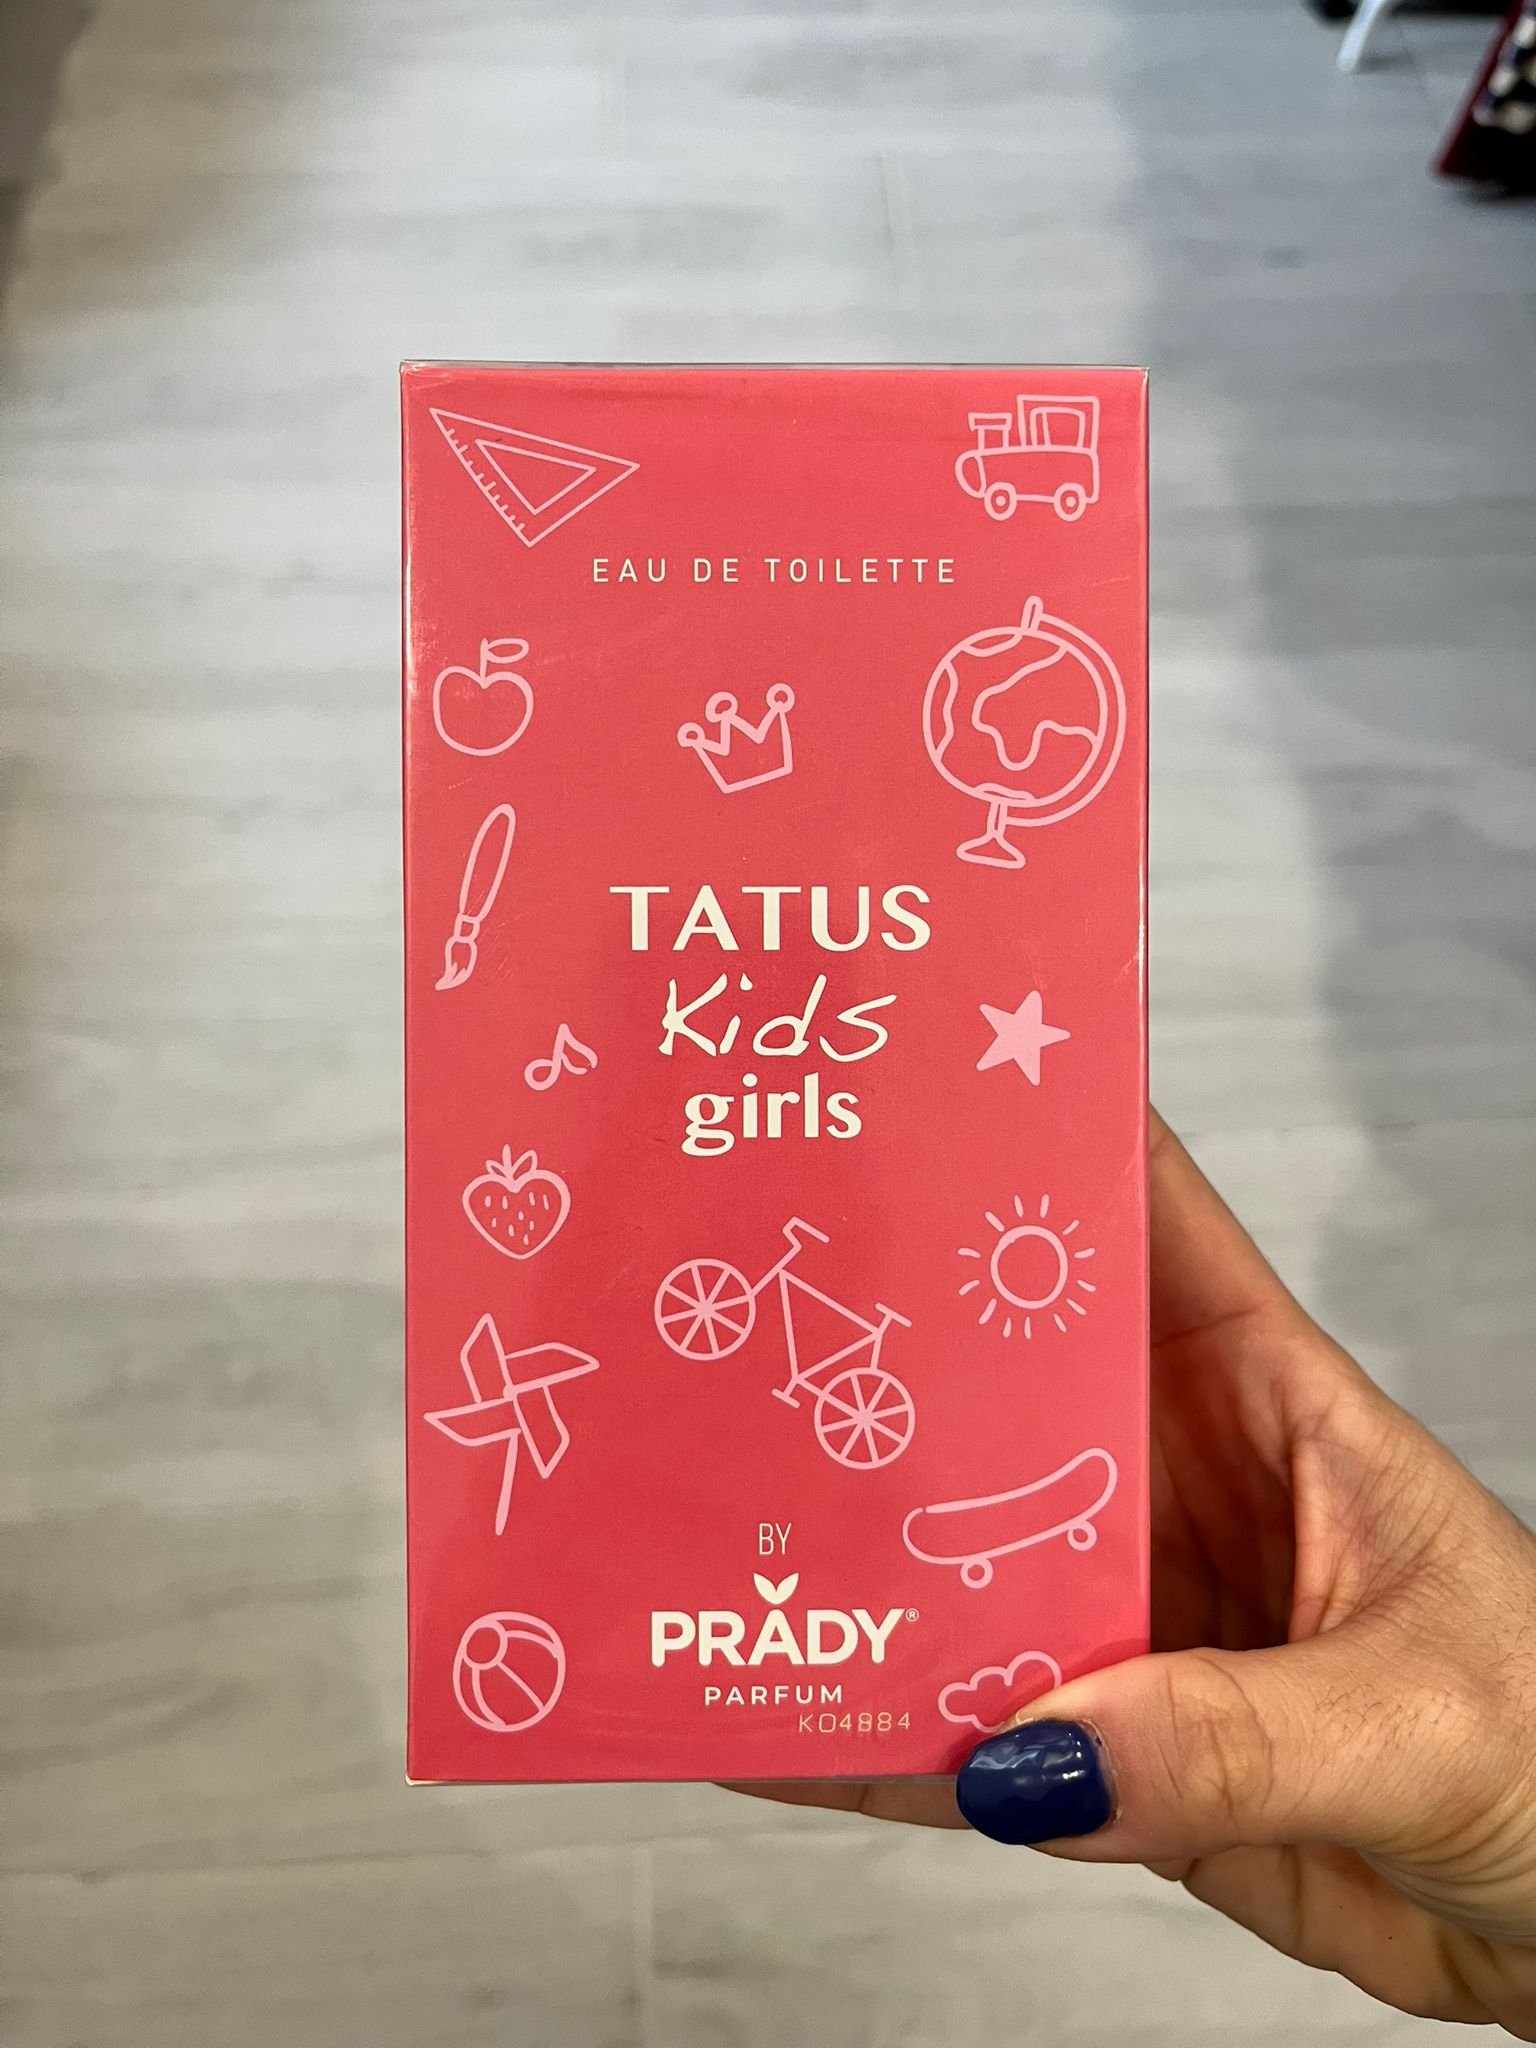 EAU DE TOILETTE
TATUS
Kids
girls
BY
PRADY®
PARFUM
K04884